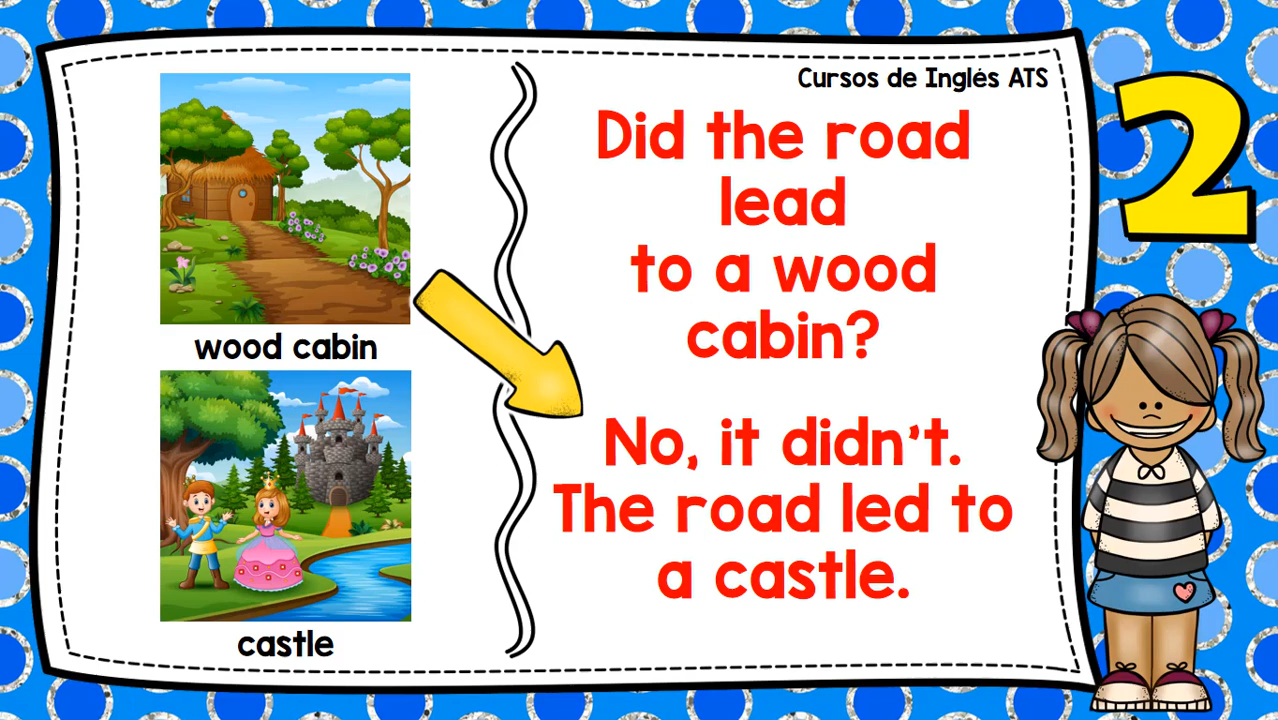 Cursos de Inglés ATS
2
Did the road
lead
to a wood
cabin?
No, it didn't.
The road led to
a castle.
wood cabin
castle